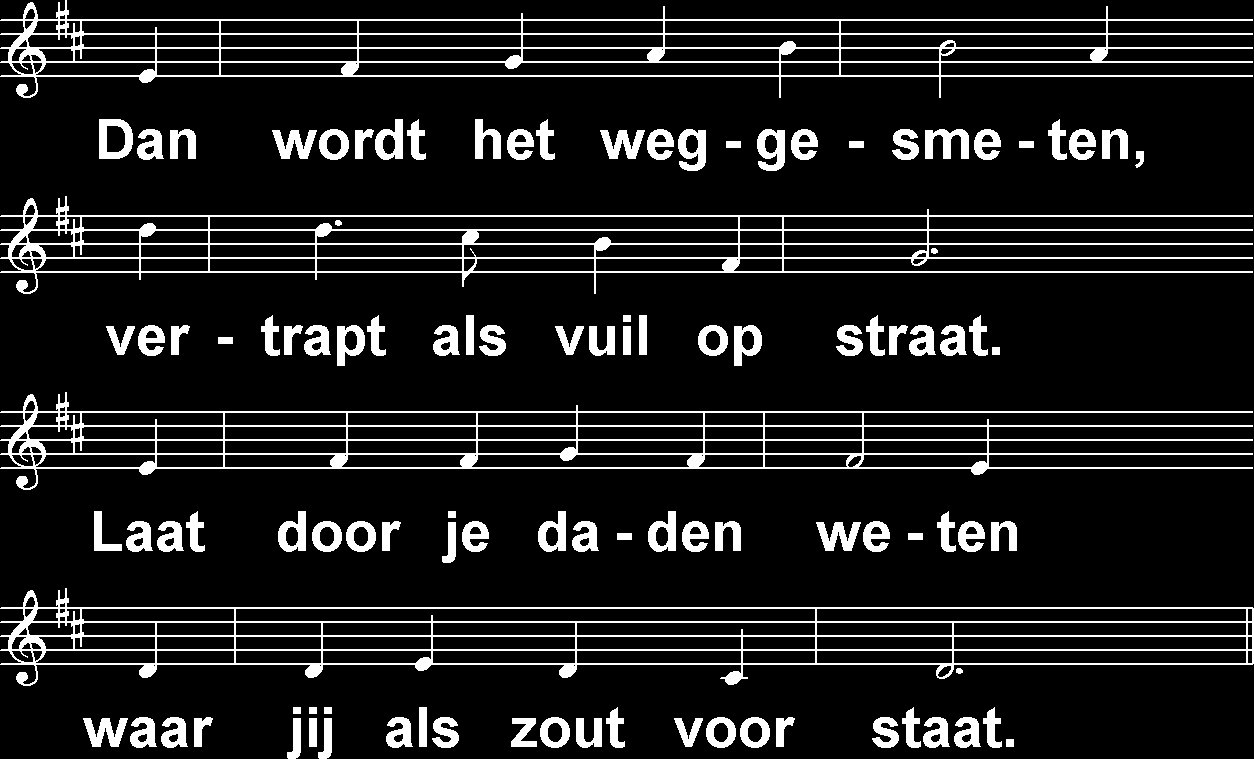 Dan wordt het weg - ge - sme - ten,
ver - trapt als vuil op straat.
Laat door je da - den we - ten
waar jij als zout voor staat.